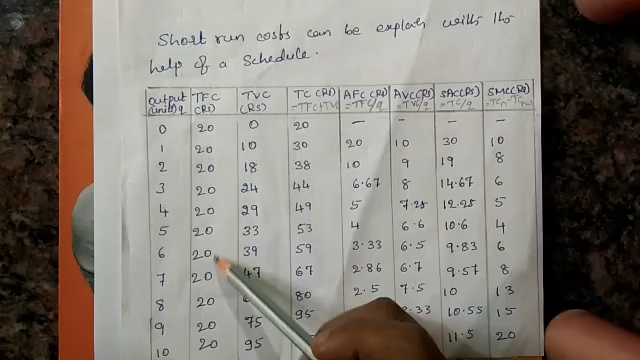 Short run costs can be explain with the
help of a schedule.
output (units) q TFC (RS) TVC (RS) TC (RS) =TFC+TVC AFC (RS) =TFC/q AVC (RS) =TVC/q SAC (RS) =TC/q SMC (RS)
0 20 0 20 — — — —
1 20 10 30 20 10 30 10
2 20 18 38 10 9 19 8
3 20 24 44 6.67 8 14.67 6
4 20 29 49 5 7.25 12.25 5
5 20 33 53 4 6.6 10.6 4
6 20 39 59 3.33 6.5 9.83 6
7 20 47 67 2.86 6.7 9.57 8
8 20 80 2.5 7.5 10 13
9 20 75 95 10.55 15
10 20 95 11.5 20